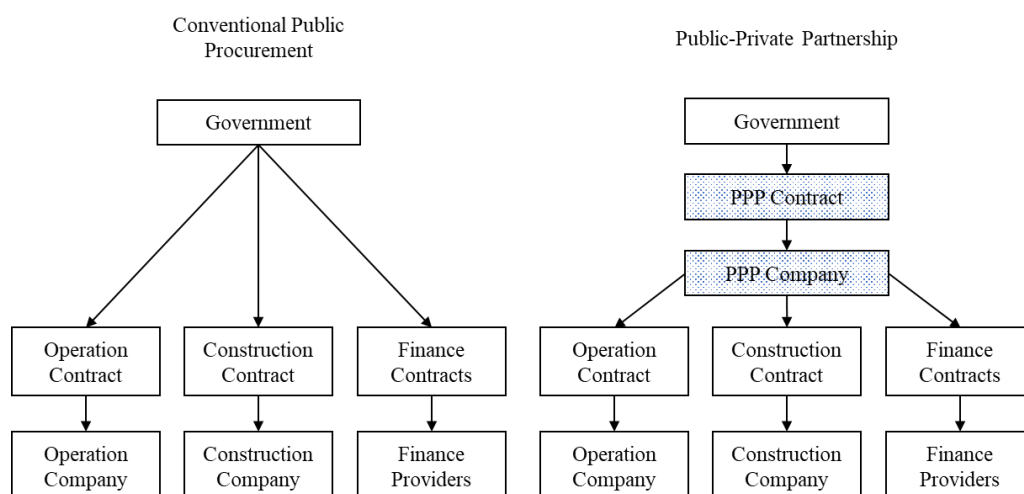 Conventional Public
Procurement
Government
Operation
Contract
Construction
Contract
Finance
Contracts
Operation
Company
Construction
Company
Finance
Providers
Public-Private Partnership
Government
PPP Contract
PPP Company
Operation
Contract
Construction
Contract
Finance
Contracts
Operation
Company
Construction
Company
Finance
Providers